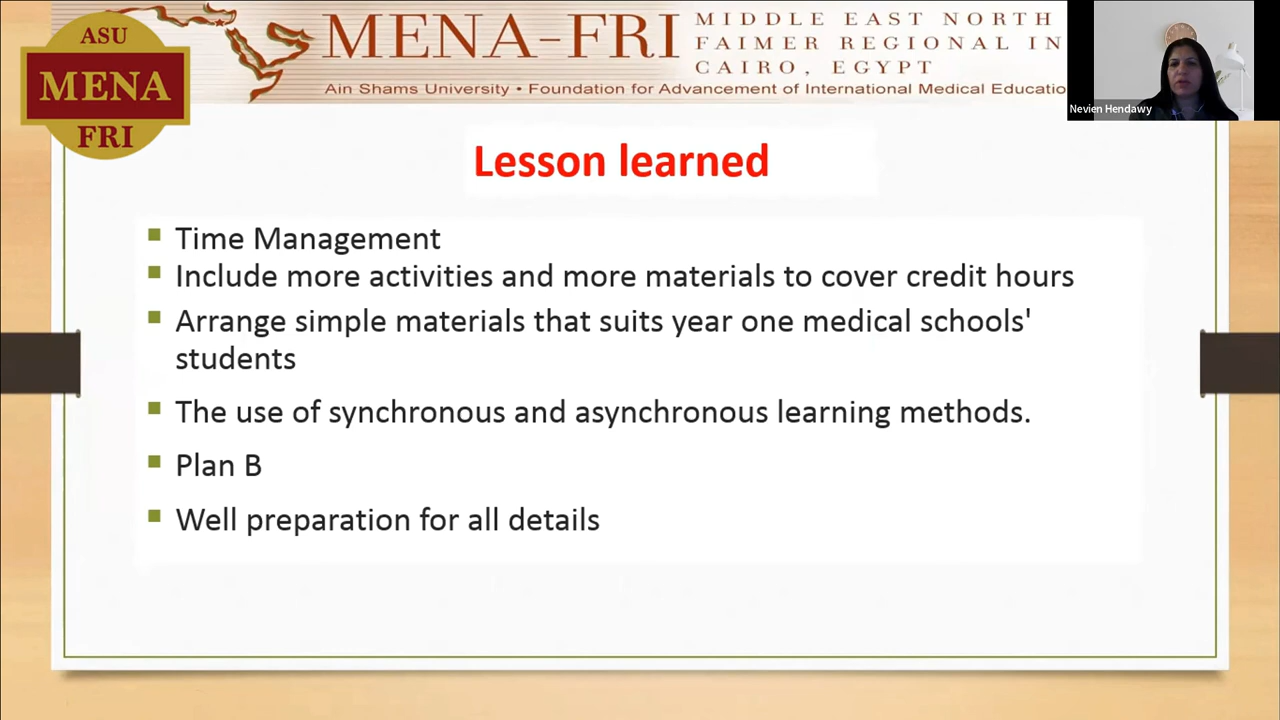 ASU
MENA
FRI
MENA-FRI
MIDDLE EAST NORTH
FAIMER REGIONAL IN
CAIRO, EGYPT
Ain Shams University • Foundation for Advancement of International Medical Educatio
Nevien Hendawy
Lesson learned
Time Management
Include more activities and more materials to cover credit hours
Arrange simple materials that suits year one medical schools'
students
The use of synchronous and asynchronous learning methods.
Plan B
Well preparation for all details